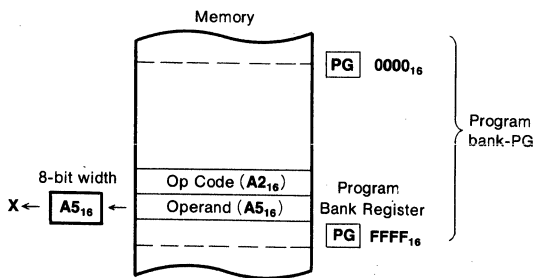 Memory
PG 0000₁₆
Program
bank-PG
8-bit width
Op Code (A2₁₆)
Program
X ← A5₁₆ ←
Operand (A5₁₆)
Bank Register
PG FFFF₁₆